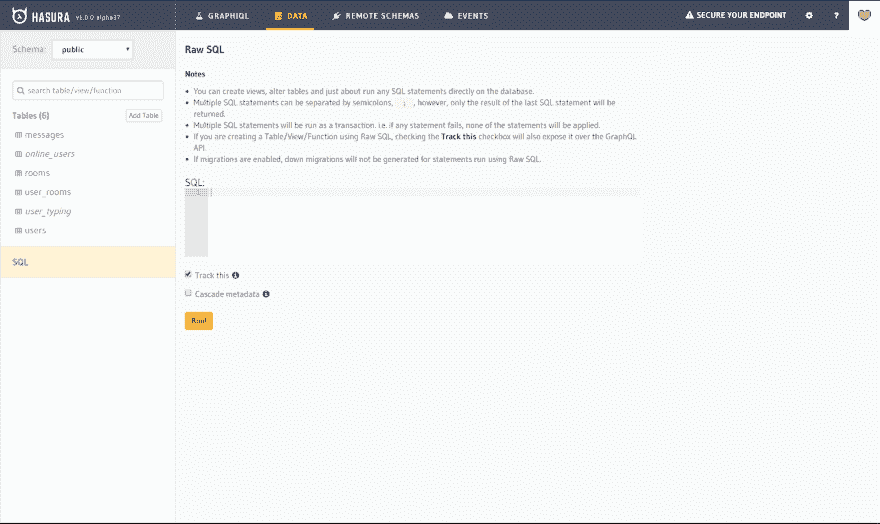 HASURA v1.0.0-alpha37
GRAPHIQL
DATA
REMOTE SCHEMAS
EVENTS
SECURE YOUR ENDPOINT
?
Schema: public
search table/view/function
Tables (6)
Add Table
messages
online_users
rooms
user_rooms
user_typing
users
SQL
Raw SQL
Notes
You can create views, alter tables and just about run any SQL statements directly on the database.
Multiple SQL statements can be separated by semicolons, ; , however, only the result of the last SQL statement will be
returned.
Multiple SQL statements will be run as a transaction. i.e. if any statement fails, none of the statements will be applied.
If you are creating a Table/View/Function using Raw SQL, checking the Track this checkbox will also expose it over the GraphQL
API.
If migrations are enabled, down migrations will not be generated for statements run using Raw SQL.
SQL:
Track this
Cascade metadata
Run!